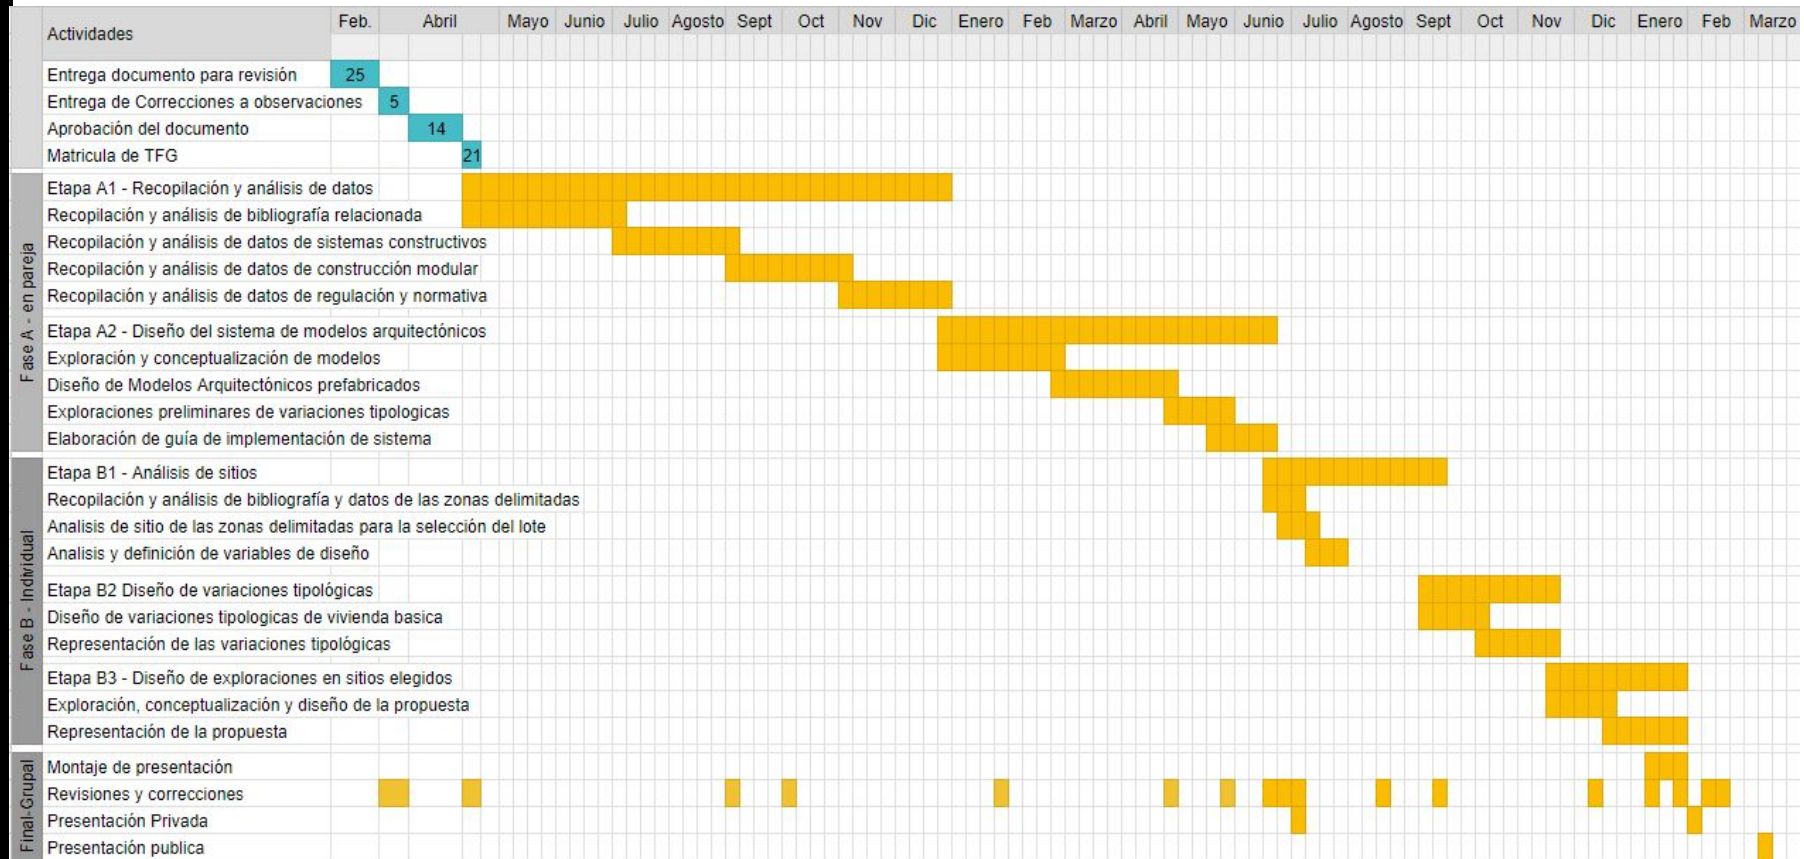 Actividades
Feb. Abril Mayo Junio Julio Agosto Sept Oct Nov Dic Enero Feb Marzo Abril Mayo Junio Julio Agosto Sept Oct Nov Dic Enero Feb Marzo
Entrega documento para revisión 25
Entrega de Correcciones a observaciones 5
Aprobación del documento 14
Matricula de TFG 21
Fase A - en pareja
Etapa A1 - Recopilación y análisis de datos
Recopilación y análisis de bibliografía relacionada
Recopilación y análisis de datos de sistemas constructivos
Recopilación y análisis de datos de construcción modular
Recopilación y análisis de datos de regulación y normativa
Etapa A2 - Diseño del sistema de modelos arquitectónicos
Exploración y conceptualización de modelos
Diseño de Modelos Arquitectónicos prefabricados
Exploraciones preliminares de variaciones tipologicas
Elaboración de guía de implementación de sistema
Fase B - Individual
Etapa B1 - Análisis de sitios
Recopilación y análisis de bibliografía y datos de las zonas delimitadas
Analisis de sitio de las zonas delimitadas para la selección del lote
Analisis y definición de variables de diseño
Etapa B2 Diseño de variaciones tipológicas
Diseño de variaciones tipologicas de vivienda basica
Representación de las variaciones tipológicas
Etapa B3 - Diseño de exploraciones en sitios elegidos
Exploración, conceptualización y diseño de la propuesta
Representación de la propuesta
Final-Grupal
Montaje de presentación
Revisiones y correcciones
Presentación Privada
Presentación publica